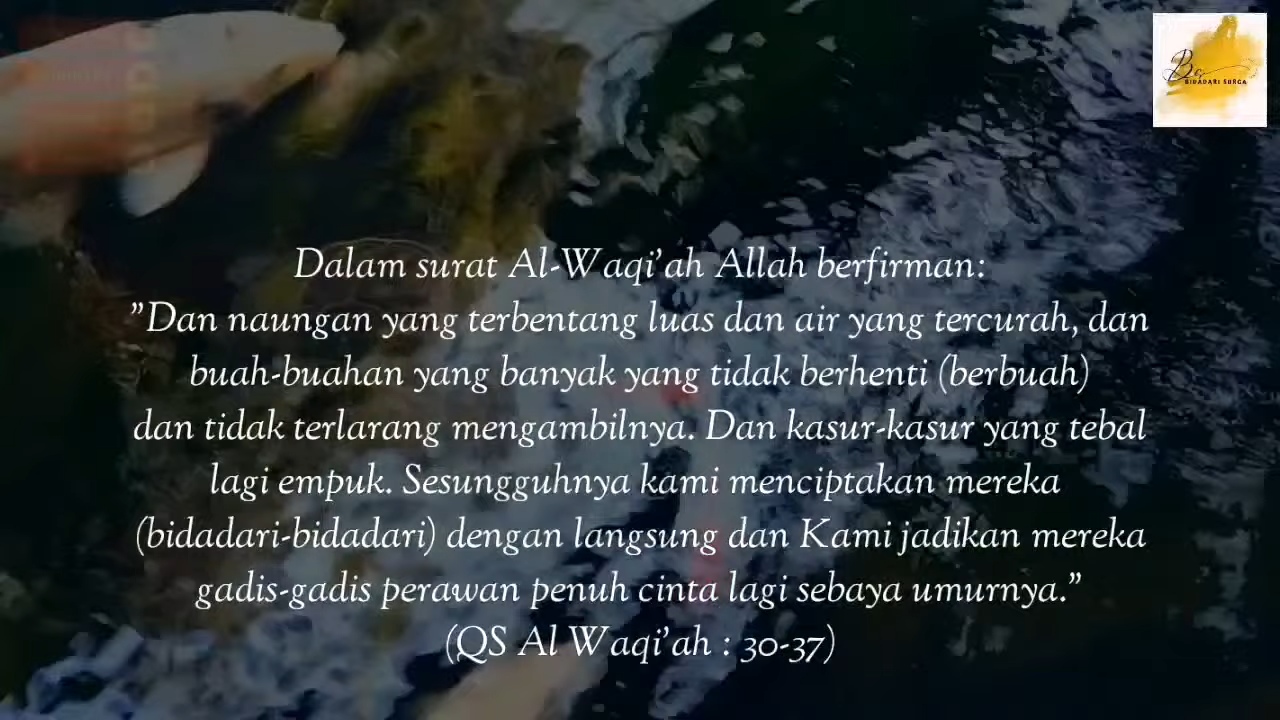 Bs
BIDADARI SURGA
Dalam surat Al-Waqi'ah Allah berfirman:
"Dan naungan yang terbentang luas dan air yang tercurah, dan
buah-buahan yang banyak yang tidak berhenti (berbuah)
dan tidak terlarang mengambilnya. Dan kasur-kasur yang tebal
lagi empuk. Sesungguhnya kami menciptakan mereka
(bidadari-bidadari) dengan langsung dan Kami jadikan mereka
gadis-gadis perawan penuh cinta lagi sebaya umurnya."
(QS Al Waqi'ah : 30-37)